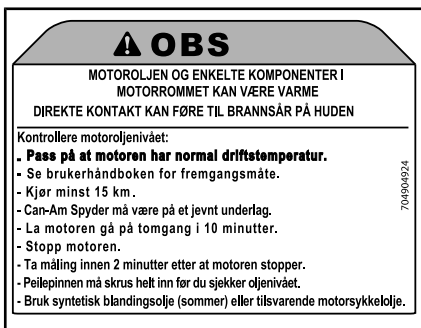 OBS
MOTOROLJEN OG ENKELTE KOMPONENTER I
MOTORROMMET KAN VÆRE VARME
DIREKTE KONTAKT KAN FØRE TIL BRANNSÅR PÅ HUDEN
Kontrollere motoroljenivået:
. Pass på at motoren har normal driftstemperatur.
- Se brukerhåndboken for fremgangsmåte.
- Kjør minst 15 km.
- Can-Am Spyder må være på et jevnt underlag.
- La motoren gå på tomgang i 10 minutter.
- Stopp motoren.
- Ta måling innen 2 minutter etter at motoren stopper.
- Peilepinnen må skrus helt inn før du sjekker oljenivået.
- Bruk syntetisk blandingsolje (sommer) eller tilsvarende motorsykkelolje.
704904924